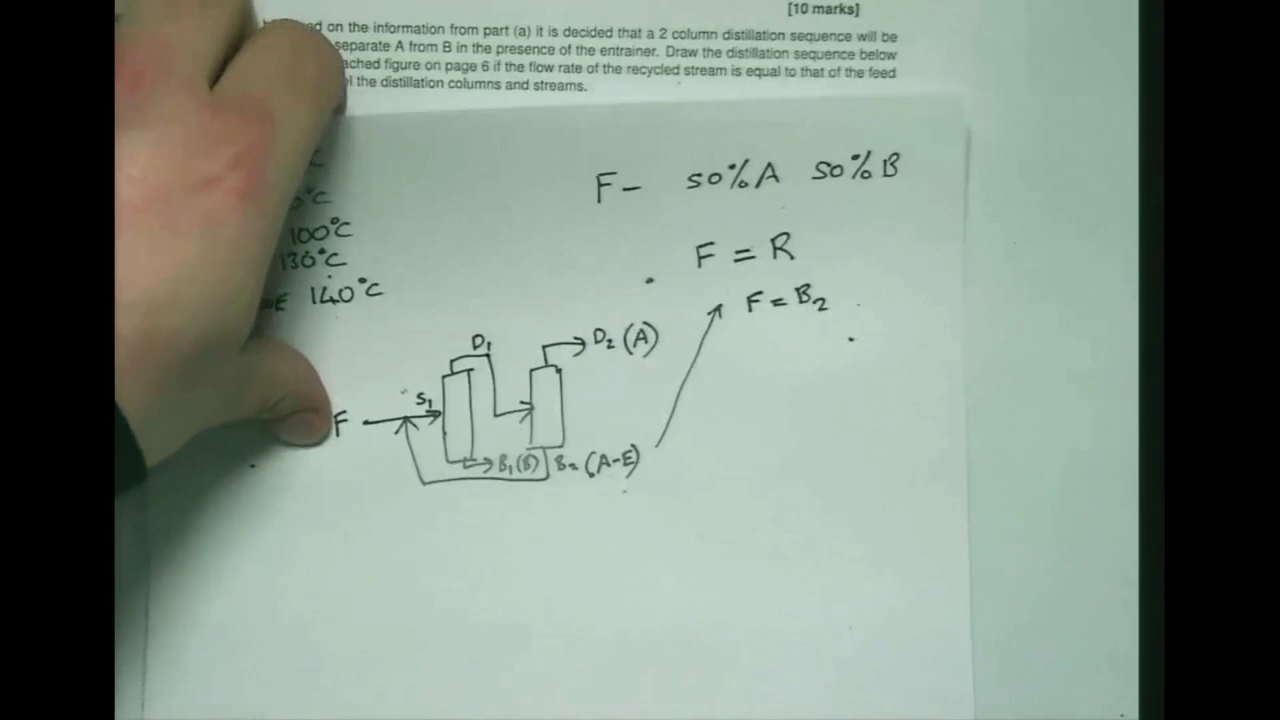 [10 marks]
on the information from part (a) it is decided that a 2 column distillation sequence will be
separate A from B in the presence of the entrainer. Draw the distillation sequence below
figure on page 6 if the flow rate of the recycled stream is equal to that of the feed
the distillation columns and streams.
F- 50%A 50%B
100°C
F = R
130°C
E 140°C
F = B₂
D₁
D₂ (A)
S₁
F
B₁(B) B₂ (A-E)